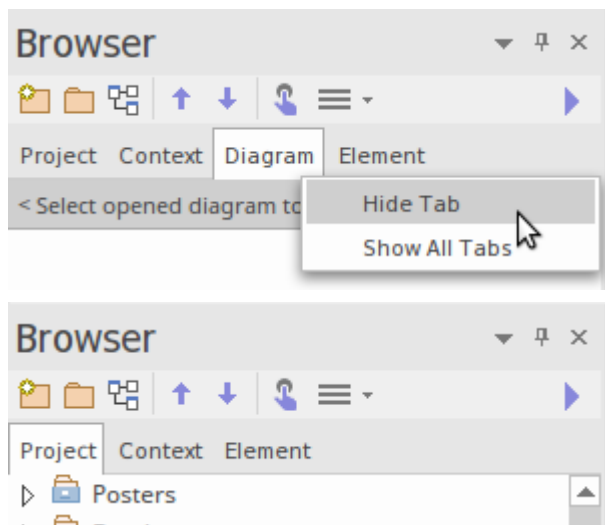 Browser
Project Context Diagram Element
< Select opened diagram to
Hide Tab
Show All Tabs
Browser
Project Context Element
Posters